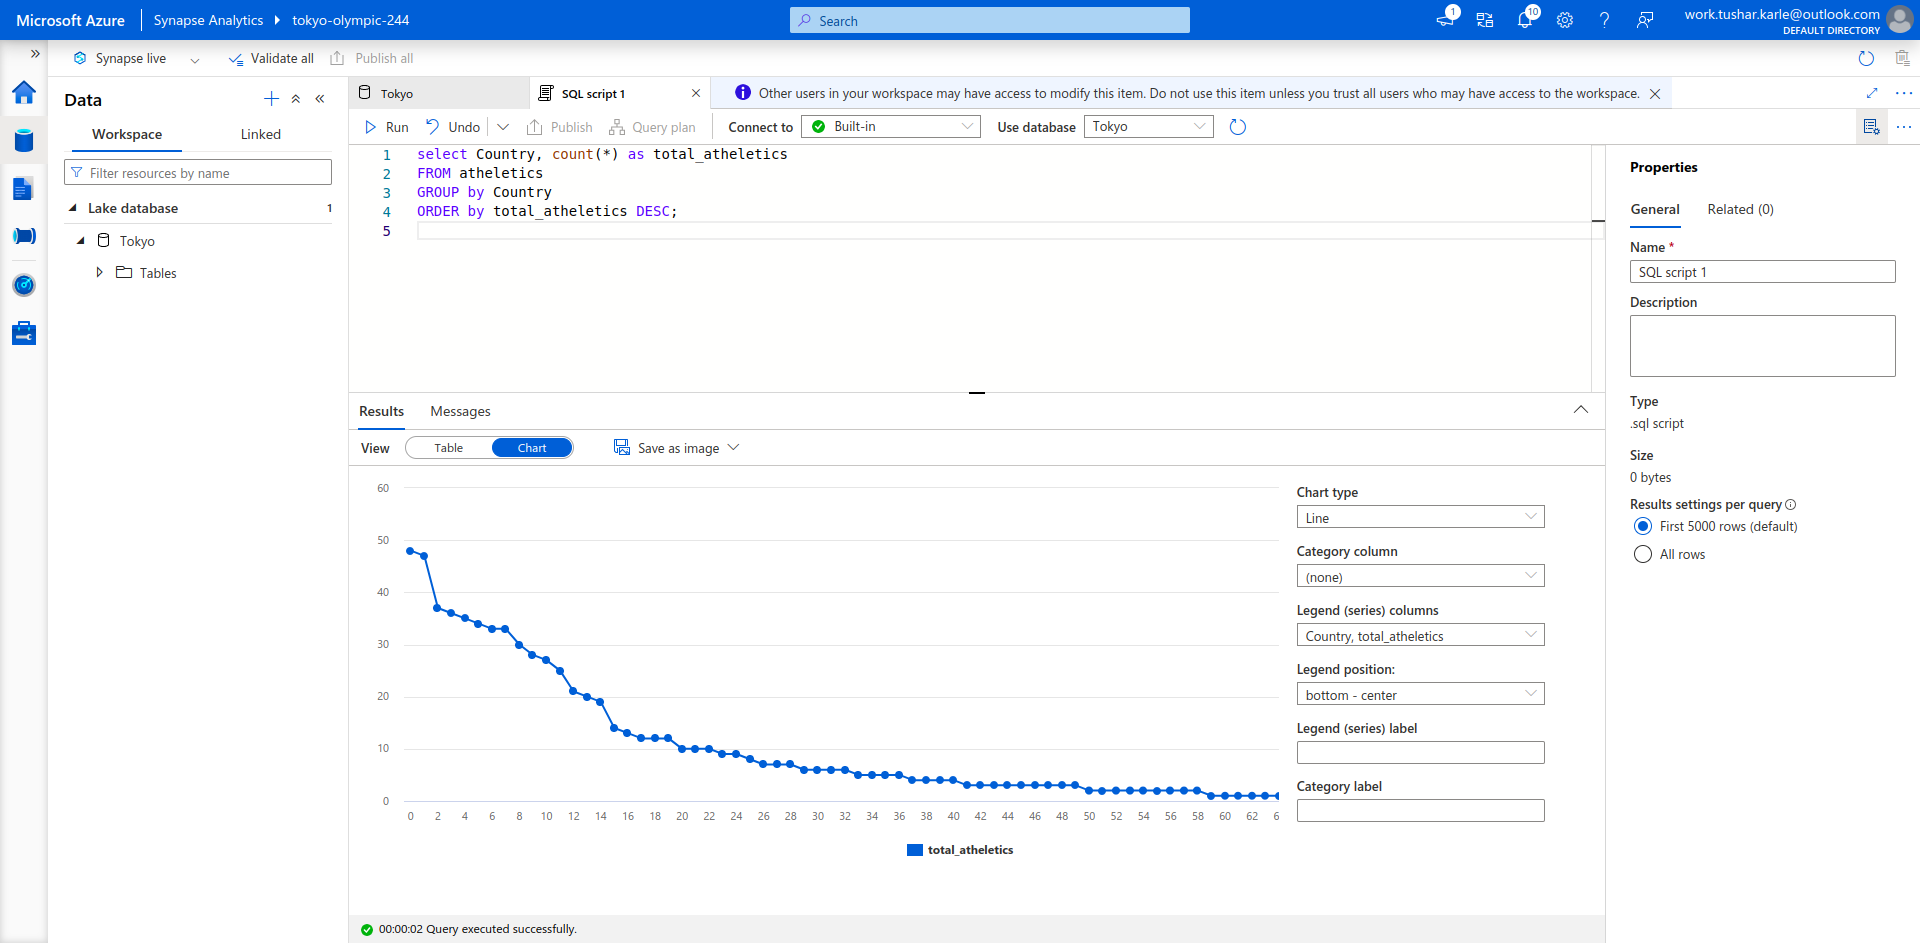 Microsoft Azure
Synapse Analytics
tokyo-olympic-244
Search
1
10
work.tushar.karle@outlook.com
DEFAULT DIRECTORY
Synapse live
Validate all
Publish all
Data
Workspace
Linked
Filter resources by name
Lake database
1
Tokyo
Tables
Tokyo
SQL script 1
Other users in your workspace may have access to modify this item. Do not use this item unless you trust all users who may have access to the workspace.
Run
Undo
Publish
Query plan
Connect to
Built-in
Use database
Tokyo
1 select Country, count(*) as total_atheletics
2 FROM atheletics
3 GROUP by Country
4 ORDER by total_atheletics DESC;
5
Results
Messages
View
Table
Chart
Save as image
60
50
40
30
20
10
0
0 2 4 6 8 10 12 14 16 18 20 22 24 26 28 30 32 34 36 38 40 42 44 46 48 50 52 54 56 58 60 62 6
total_atheletics
Chart type
Line
Category column
(none)
Legend (series) columns
Country, total_atheletics
Legend position:
bottom - center
Legend (series) label
Category label
00:00:02 Query executed successfully.
Properties
General
Related (0)
Name *
SQL script 1
Description
Type
.sql script
Size
0 bytes
Results settings per query
First 5000 rows (default)
All rows